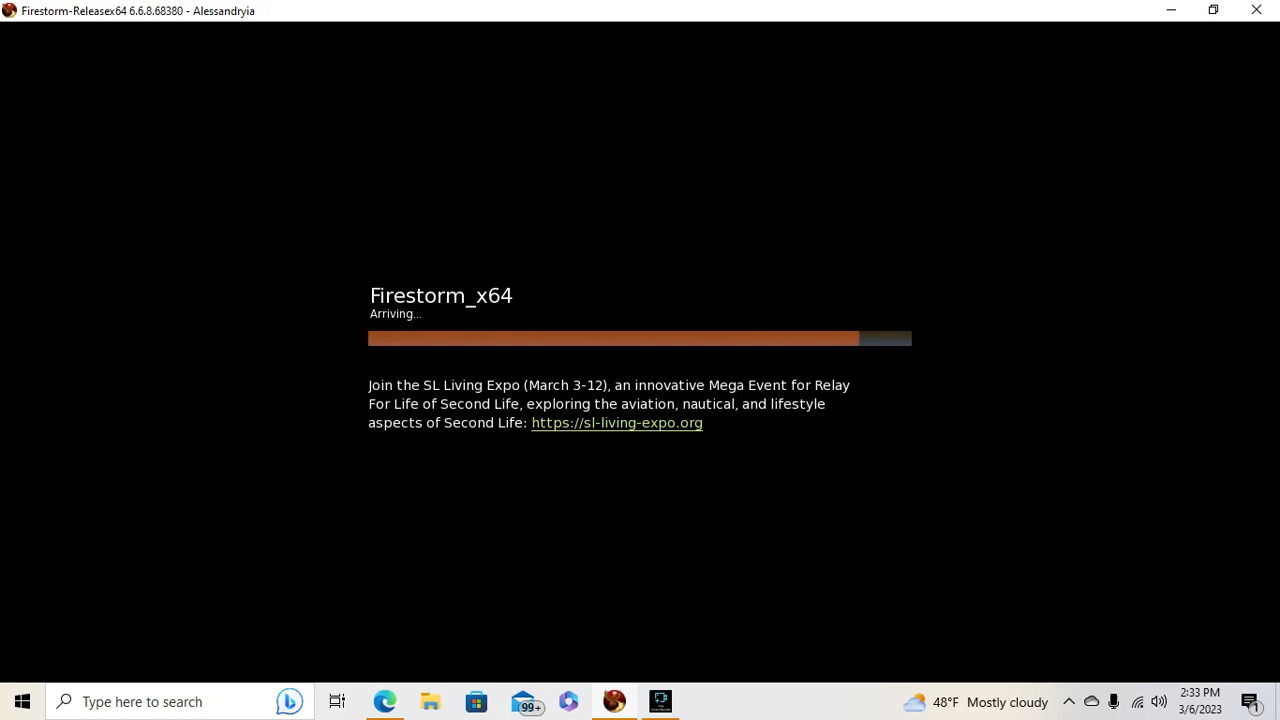 Firestorm-Releasex64 6.6.8.68380 - Alessandryia
Firestorm_x64
Arriving...
Join the SL Living Expo (March 3-12), an innovative Mega Event for Relay
For Life of Second Life, exploring the aviation, nautical, and lifestyle
aspects of Second Life: https://sl-living-expo.org
Type here to search
99+
48°F Mostly cloudy
2:33 PM
3/6/2023
1